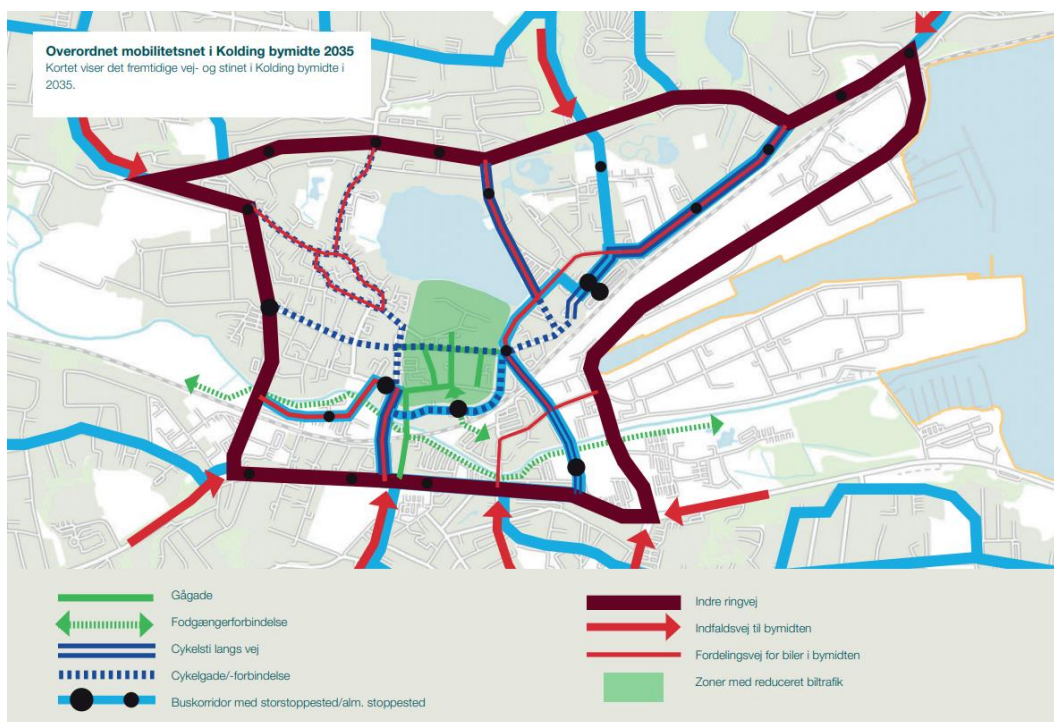 Overordnet mobilitetsnet i Kolding bymidte 2035
Kortet viser det fremtidige vej- og stinet i Kolding bymidte i
2035.
Gågade
Fodgængerforbindelse
Cykelsti langs vej
Cykelgade/-forbindelse
Buskorridor med storstoppested/alm. stoppested
Indre ringvej
Indfaldsvej til bymidten
Fordelingsvej for biler i bymidten
Zoner med reduceret biltrafik